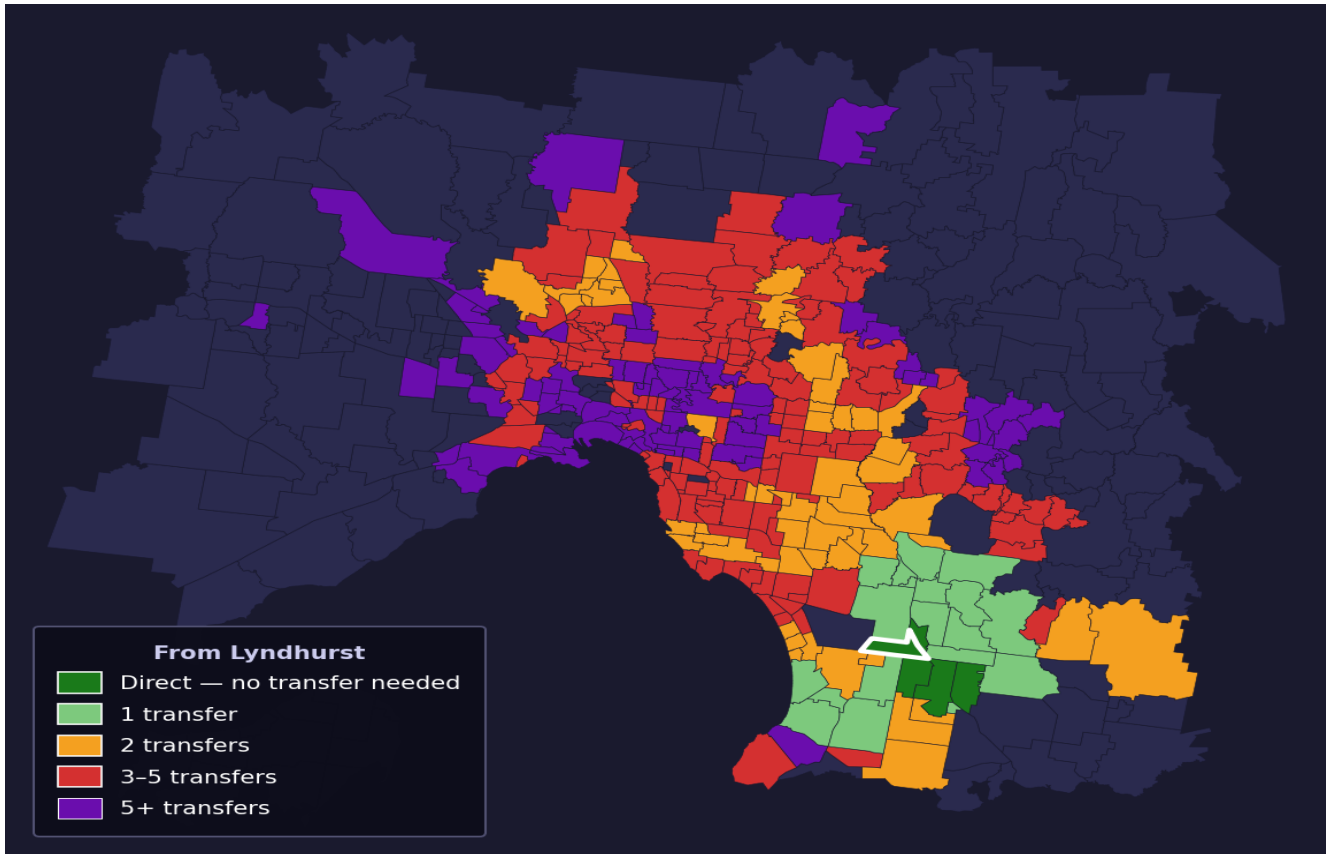 From Lyndhurst
Direct — no transfer needed
1 transfer
2 transfers
3–5 transfers
5+ transfers